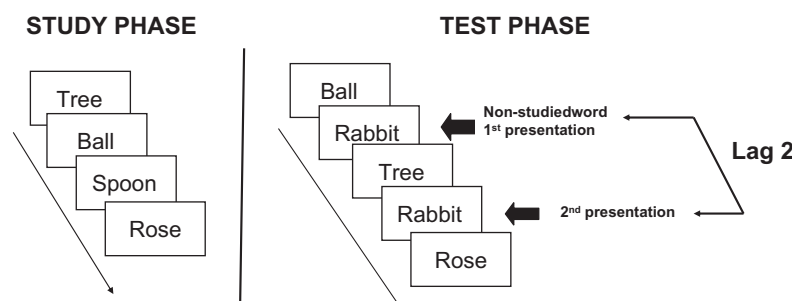 STUDY PHASE
Tree
Ball
Spoon
Rose
TEST PHASE
Ball
Rabbit
Tree
Rabbit
Rose
Non-studiedword
1st presentation
2nd presentation
Lag 2